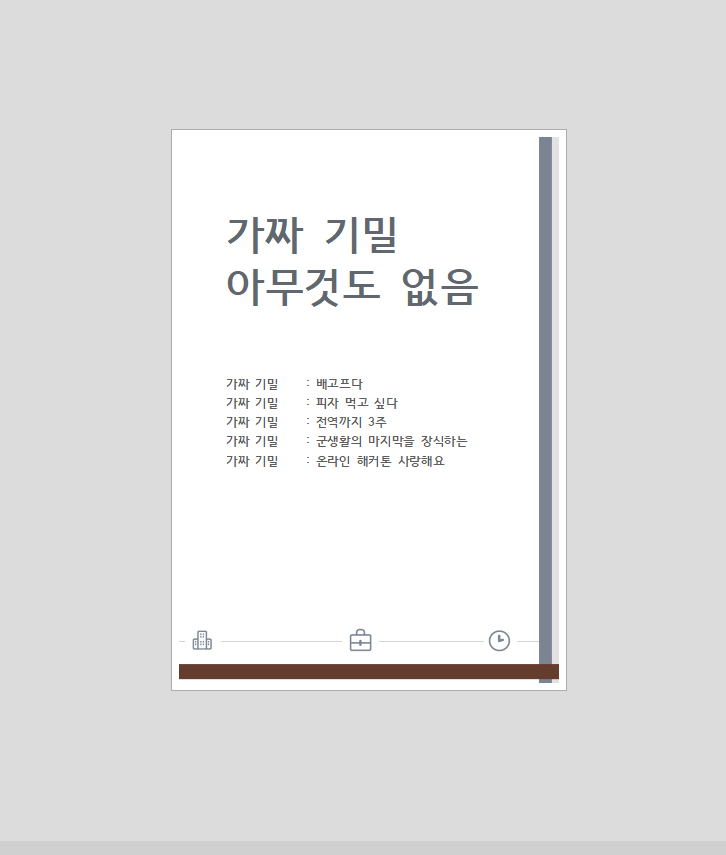 가짜 기밀
아무것도 없음
가짜 기밀 : 배고프다
가짜 기밀 : 피자 먹고 싶다
가짜 기밀 : 전역까지 3주
가짜 기밀 : 군생활의 마지막을 장식하는
가짜 기밀 : 온라인 해커톤 사랑해요